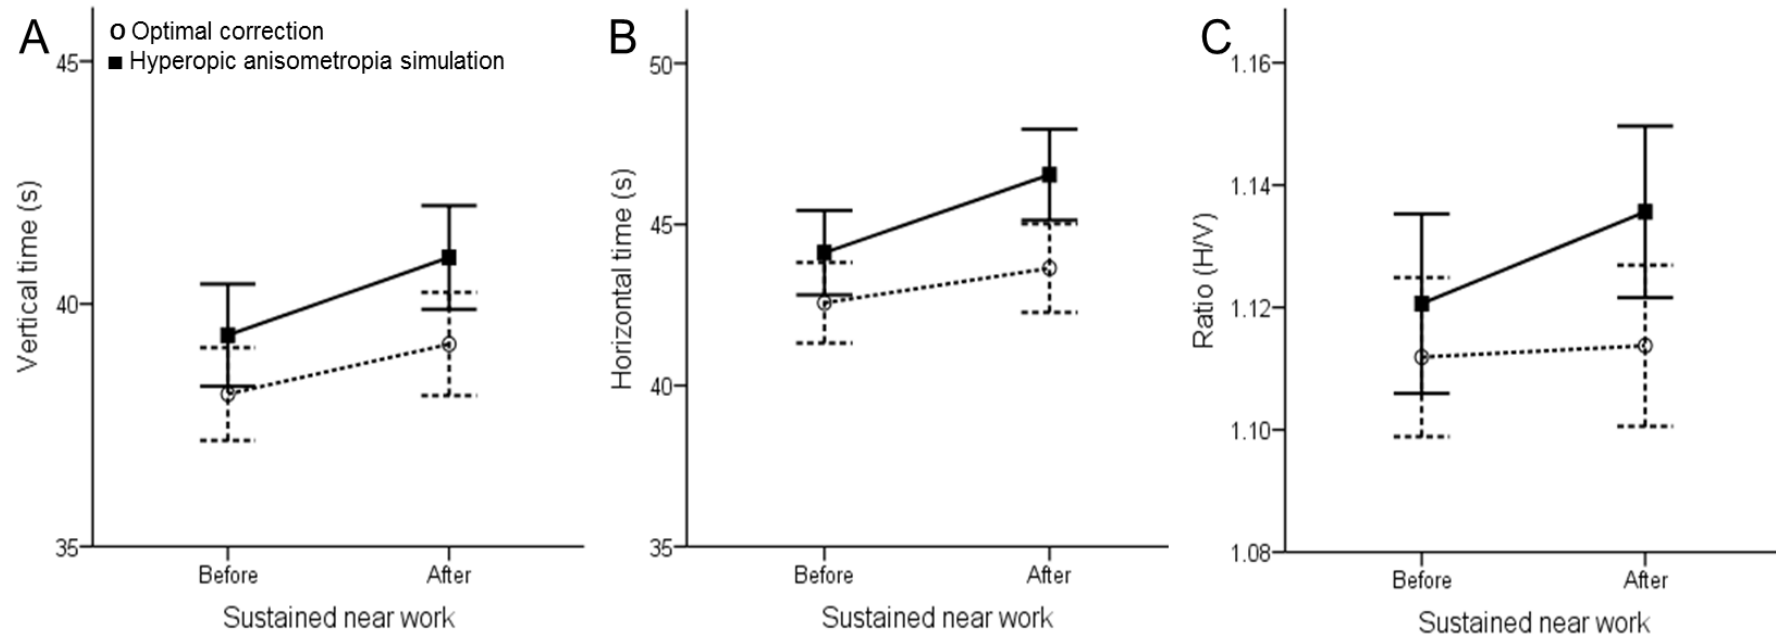 A
o Optimal correction
■ Hyperopic anisometropia simulation
45
40
35
Vertical time (s)
Before
After
Sustained near work
B
50
45
40
35
Horizontal time (s)
Before
After
Sustained near work
C
1.16
1.14
1.12
1.10
1.08
Ratio (H/V)
Before
After
Sustained near work